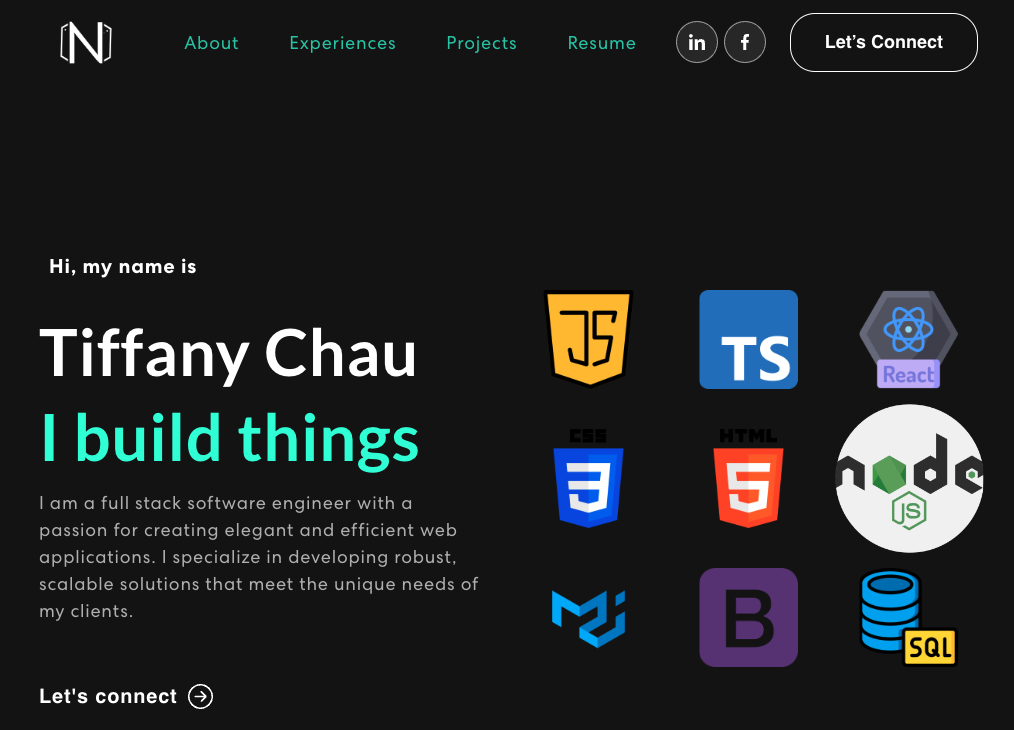 N
About Experiences Projects Resume in f Let’s Connect
Hi, my name is
Tiffany Chau
I build things
I am a full stack software engineer with a
passion for creating elegant and efficient web
applications. I specialize in developing robust,
scalable solutions that meet the unique needs of
my clients.
Let's connect
JS TS React
CSS HTML
3 5 node
JS
B SQL